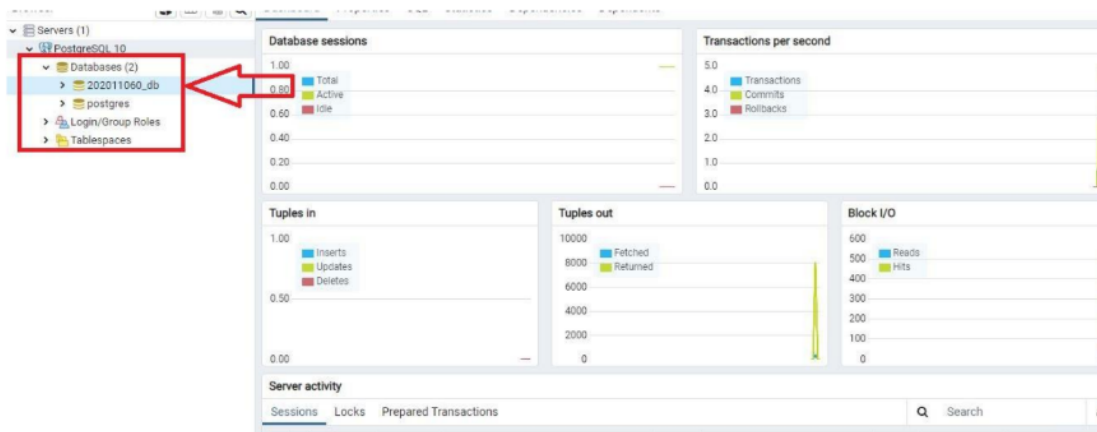 Servers (1)
PostgreSQL 10
Databases (2)
202011060_db
postgres
Login/Group Roles
Tablespaces
Database sessions
1.00
0.80
0.60
0.40
0.20
0.00
Total
Active
Idle
Transactions per second
5.0
4.0
3.0
2.0
1.0
0.0
Transactions
Commits
Rollbacks
Tuples in
1.00
0.50
0.00
Inserts
Updates
Deletes
Tuples out
10000
8000
6000
4000
2000
0
Fetched
Returned
Block I/O
600
500
400
300
200
100
0
Reads
Hits
Server activity
Sessions Locks Prepared Transactions
Search